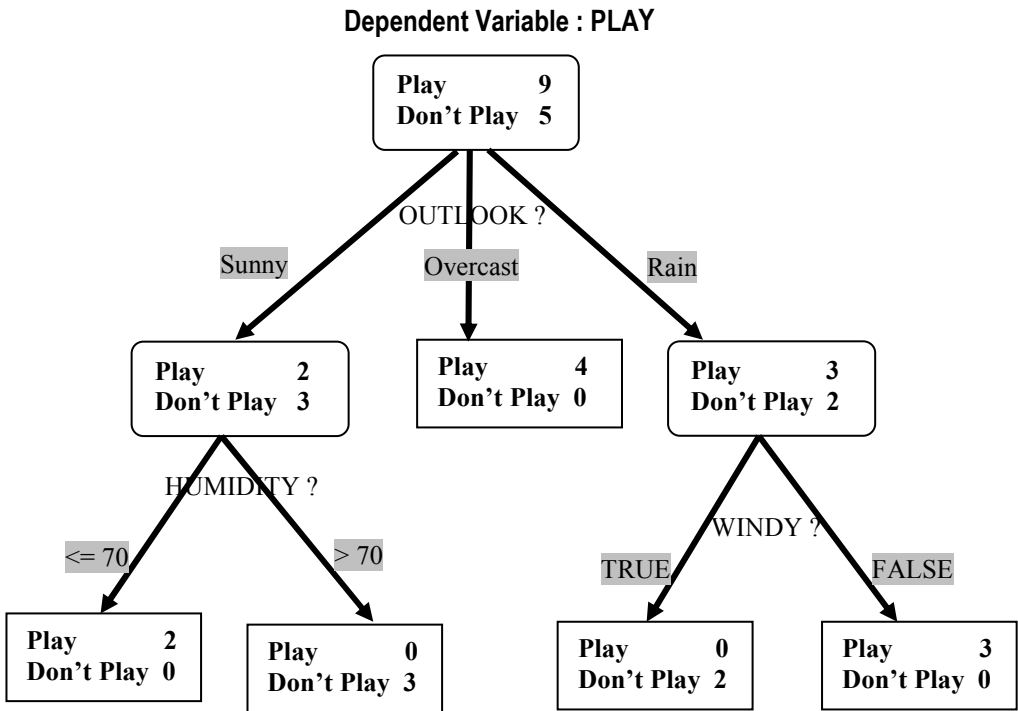 Dependent Variable : PLAY
Play 9
Don't Play 5
OUTLOOK ?
Sunny
Overcast
Rain
Play 2
Don't Play 3
Play 4
Don't Play 0
Play 3
Don't Play 2
HUMIDITY ?
WINDY ?
<= 70
> 70
TRUE
FALSE
Play 2
Don't Play 0
Play 0
Don't Play 3
Play 0
Don't Play 2
Play 3
Don't Play 0